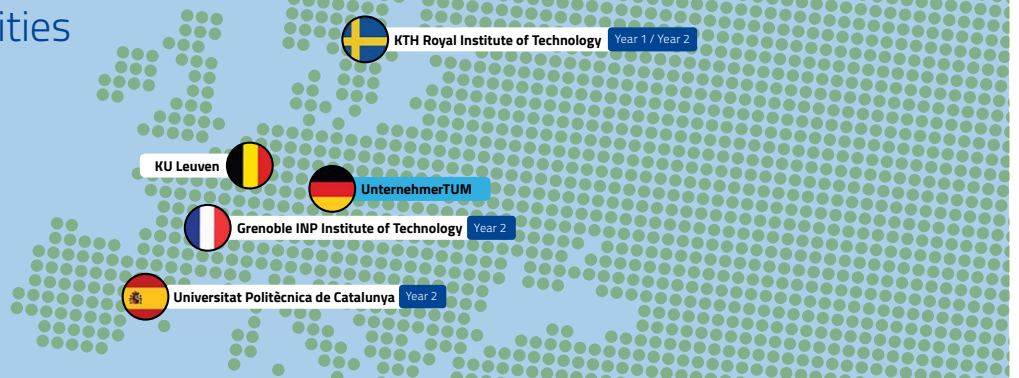 ities
KTH Royal Institute of Technology Year 1 / Year 2
KU Leuven
UnternehmerTUM
Grenoble INP Institute of Technology Year 2
Universitat Politècnica de Catalunya Year 2